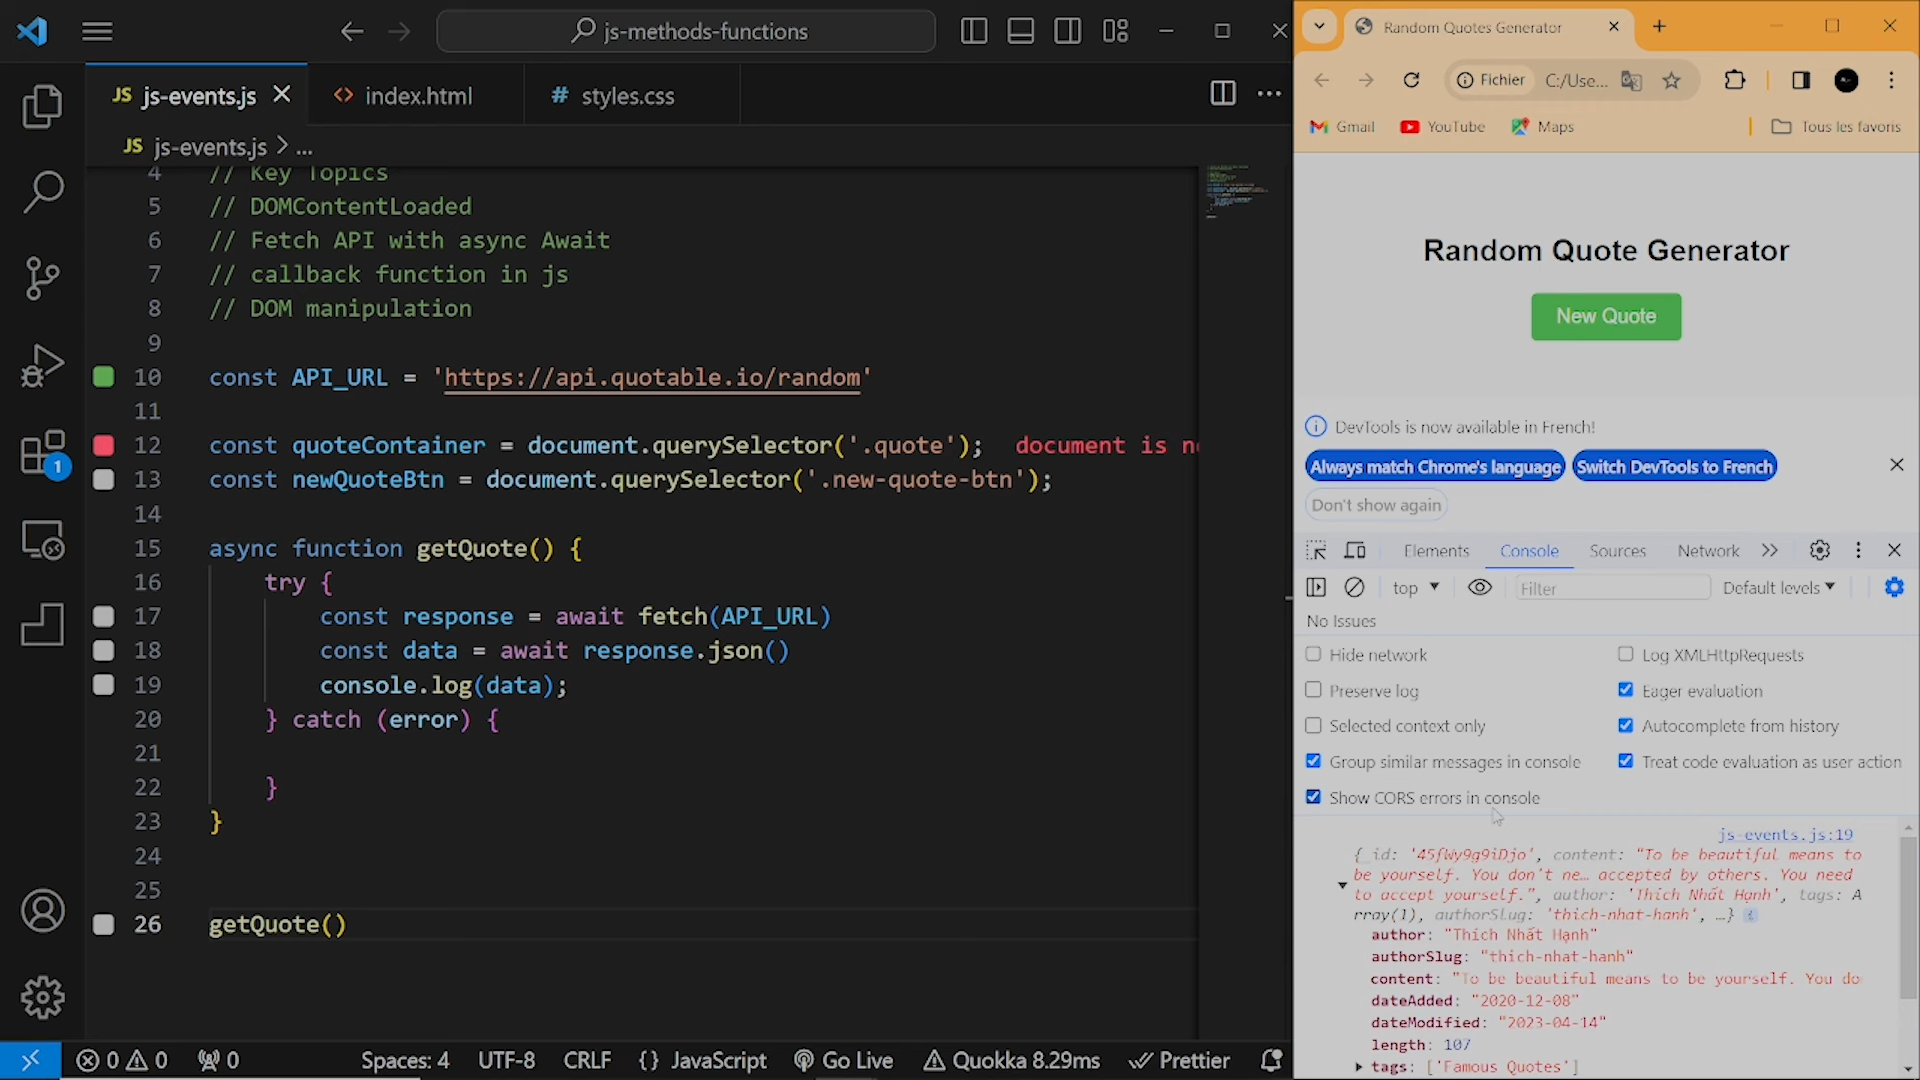 js-methods-functions
JS js-events.js
<> index.html
# styles.css
JS js-events.js > ...
4 // Key Topics
5 // DOMContentLoaded
6 // Fetch API with async Await
7 // callback function in js
8 // DOM manipulation
9
10 const API_URL = 'https://api.quotable.io/random'
11
12 const quoteContainer = document.querySelector('.quote'); document is n
13 const newQuoteBtn = document.querySelector('.new-quote-btn');
14
15 async function getQuote() {
16 try {
17 const response = await fetch(API_URL)
18 const data = await response.json()
19 console.log(data);
20 } catch (error) {
21
22 }
23 }
24
25
26 getQuote()
1
0 0 0 Spaces: 4 UTF-8 CRLF {} JavaScript Go Live Quokka 8.29ms Prettier
Random Quotes Generator
Fichier C:/Use...
Gmail YouTube Maps Tous les favoris
Random Quote Generator
New Quote
DevTools is now available in French!
Always match Chrome's language Switch DevTools to French
Don't show again
Elements Console Sources Network
top Filter Default levels
No Issues
Hide network Log XMLHttpRequests
Preserve log Eager evaluation
Selected context only Autocomplete from history
Group similar messages in console Treat code evaluation as user action
Show CORS errors in console
js-events.js:19
{_id: '45fWy9g9iDjo', content: "To be beautiful means to
be yourself. You don't ne… accepted by others. You need
to accept yourself.", author: 'Thích Nhất Hạnh', tags: A
rray(1), authorSlug: 'thich-nhat-hanh', …} i
author: "Thích Nhất Hạnh"
authorSlug: "thich-nhat-hanh"
content: "To be beautiful means to be yourself. You do
dateAdded: "2020-12-08"
dateModified: "2023-04-14"
length: 107
tags: ['Famous Quotes']